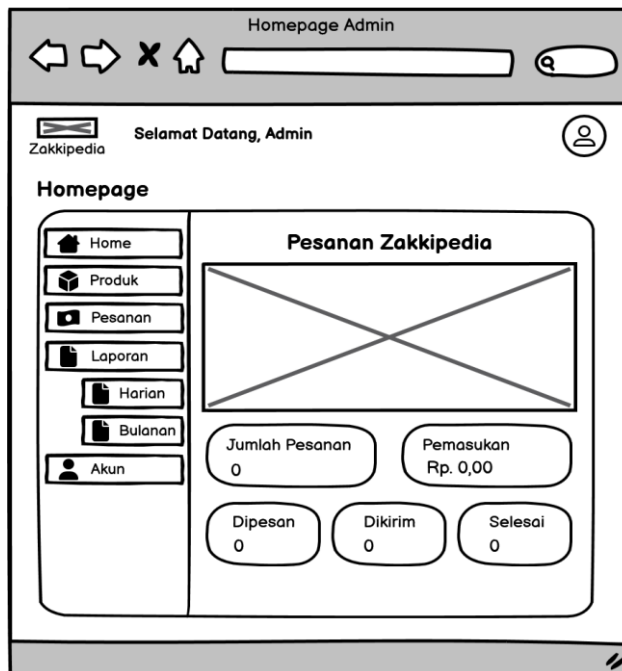 Homepage Admin
Zakkipedia
Selamat Datang, Admin
Homepage
Home
Produk
Pesanan
Laporan
Harian
Bulanan
Akun
Pesanan Zakkipedia
Jumlah Pesanan
0
Pemasukan
Rp. 0,00
Dipesan
0
Dikirim
0
Selesai
0